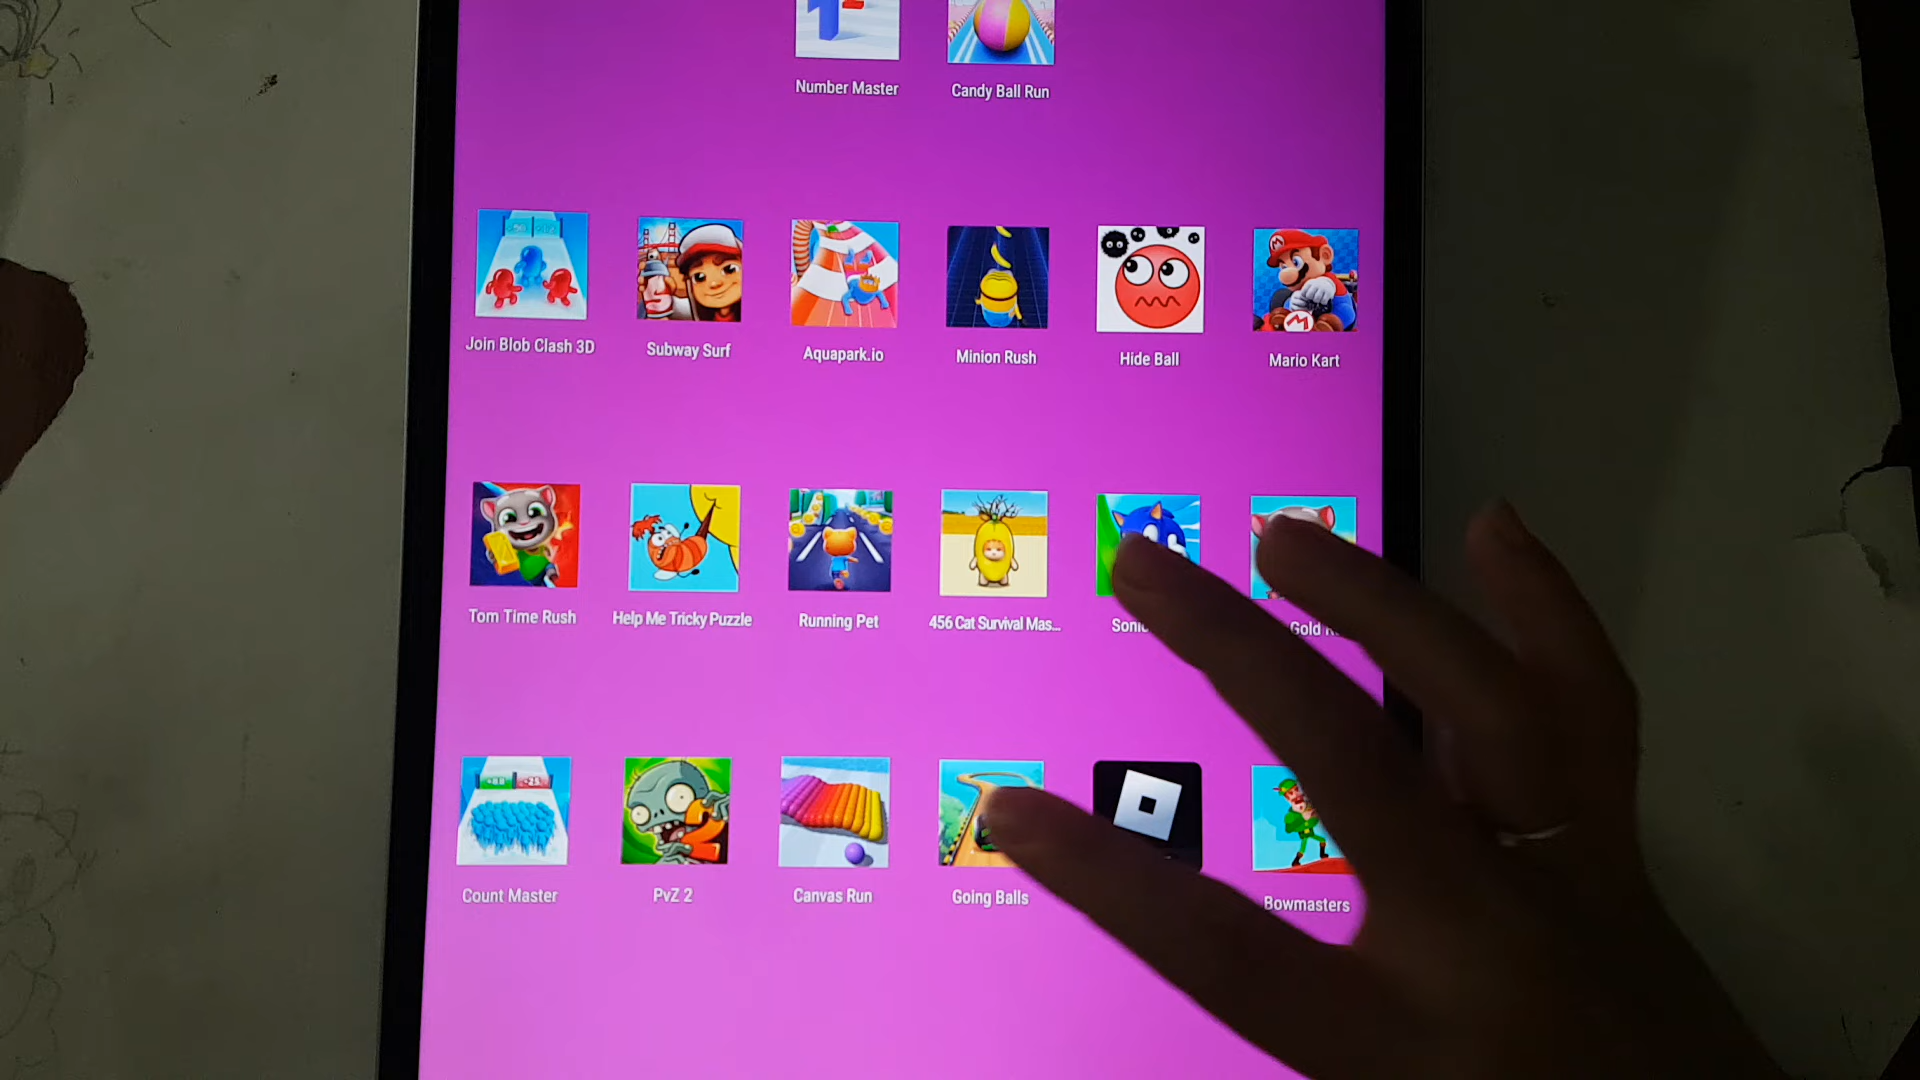 Number Master
Candy Ball Run
Join Blob Clash 3D
Subway Surf
Aquapark.io
Minion Rush
Hide Ball
Mario Kart
Tom Time Rush
Help Me Tricky Puzzle
Running Pet
456 Cat Survival Mas...
Sonic
Gold
Count Master
PvZ 2
Canvas Run
Going Balls
Bowmasters